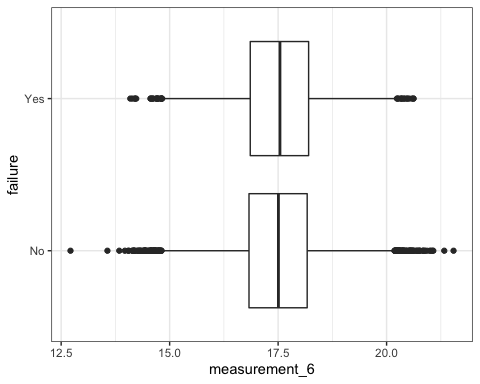 Yes
failure
No
12.5 15.0 17.5 20.0
measurement_6